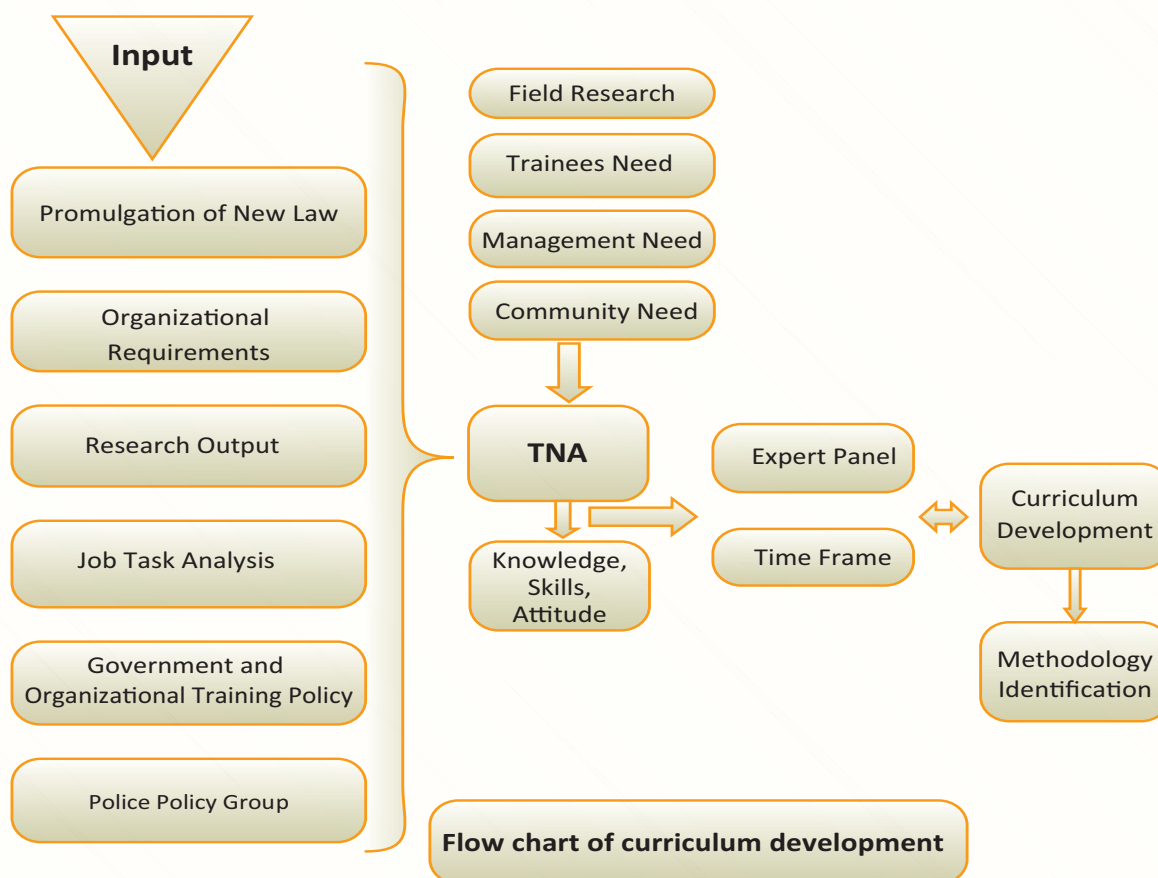 Input
Promulgation of New Law
Organizational
Requirements
Research Output
Job Task Analysis
Government and
Organizational Training Policy
Police Policy Group
Field Research
Trainees Need
Management Need
Community Need
TNA
Knowledge,
Skills,
Attitude
Expert Panel
Time Frame
Curriculum
Development
Methodology
Identification
Flow chart of curriculum development